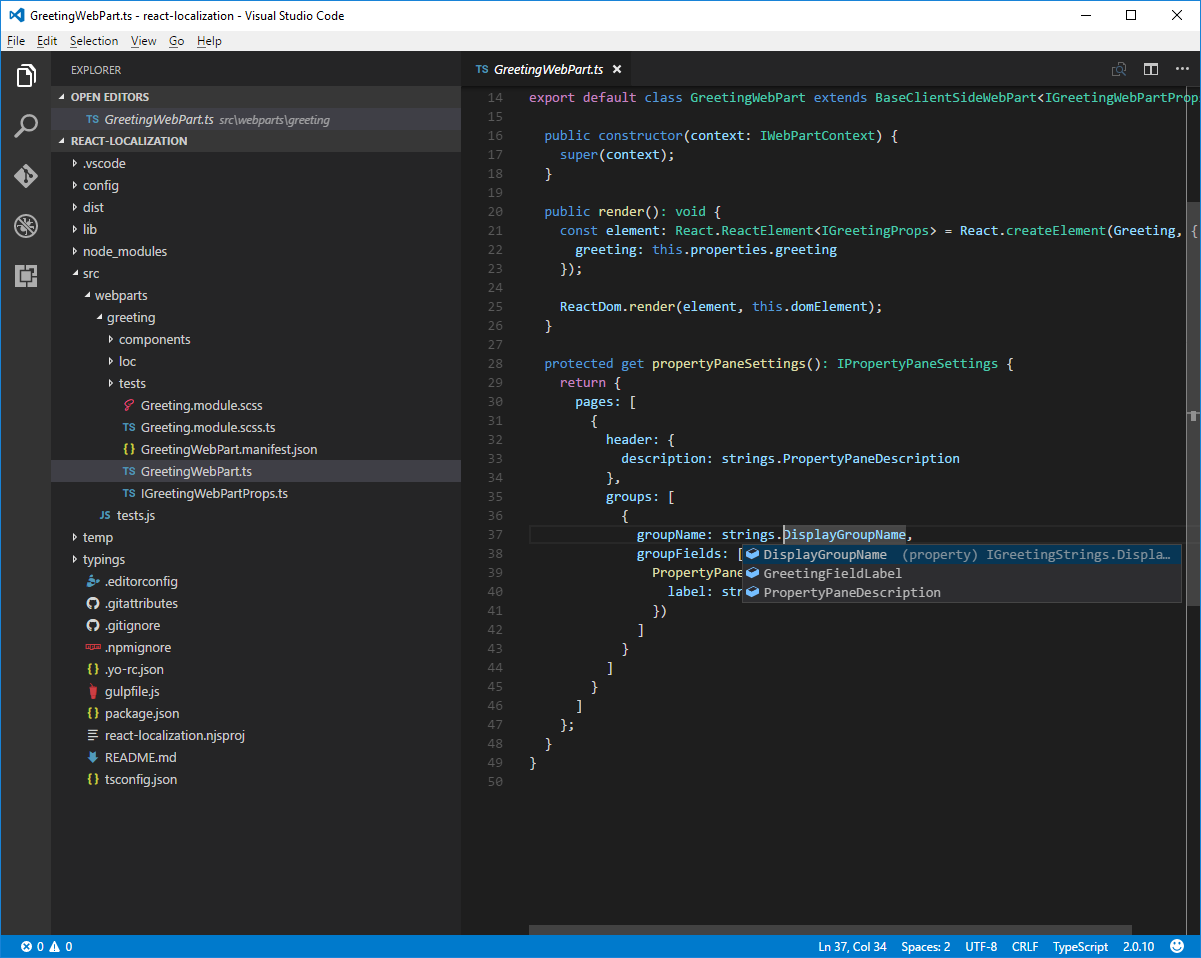 GreetingWebPart.ts - react-localization - Visual Studio Code
File Edit Selection View Go Help
EXPLORER
OPEN EDITORS
TS GreetingWebPart.ts src\webparts\greeting
REACT-LOCALIZATION
.vscode
config
dist
lib
node_modules
src
webparts
greeting
components
loc
tests
Greeting.module.scss
TS Greeting.module.scss.ts
{} GreetingWebPart.manifest.json
TS GreetingWebPart.ts
TS IGreetingWebPartProps.ts
JS tests.js
temp
typings
.editorconfig
.gitattributes
.gitignore
npm .npmignore
{} .yo-rc.json
gulpfile.js
{} package.json
react-localization.njsproj
README.md
{} tsconfig.json
TS GreetingWebPart.ts
14 export default class GreetingWebPart extends BaseClientSideWebPart<IGreetingWebPartProp
15
16 public constructor(context: IWebPartContext) {
17 super(context);
18 }
19
20 public render(): void {
21 const element: React.ReactElement<IGreetingProps> = React.createElement(Greeting, {
22 greeting: this.properties.greeting
23 });
24
25 ReactDom.render(element, this.domElement);
26 }
27
28 protected get propertyPaneSettings(): IPropertyPaneSettings {
29 return {
30 pages: [
31 {
32 header: {
33 description: strings.PropertyPaneDescription
34 },
35 groups: [
36 {
37 groupName: strings.DisplayGroupName,
38 groupFields: [
39 PropertyPane
40 label: str
41 })
42 ]
43 }
44 ]
45 }
46 ]
47 };
48 }
49 }
50
DisplayGroupName (property) IGreetingStrings.Displa…
GreetingFieldLabel
PropertyPaneDescription
0 0 Ln 37, Col 34 Spaces: 2 UTF-8 CRLF TypeScript 2.0.10